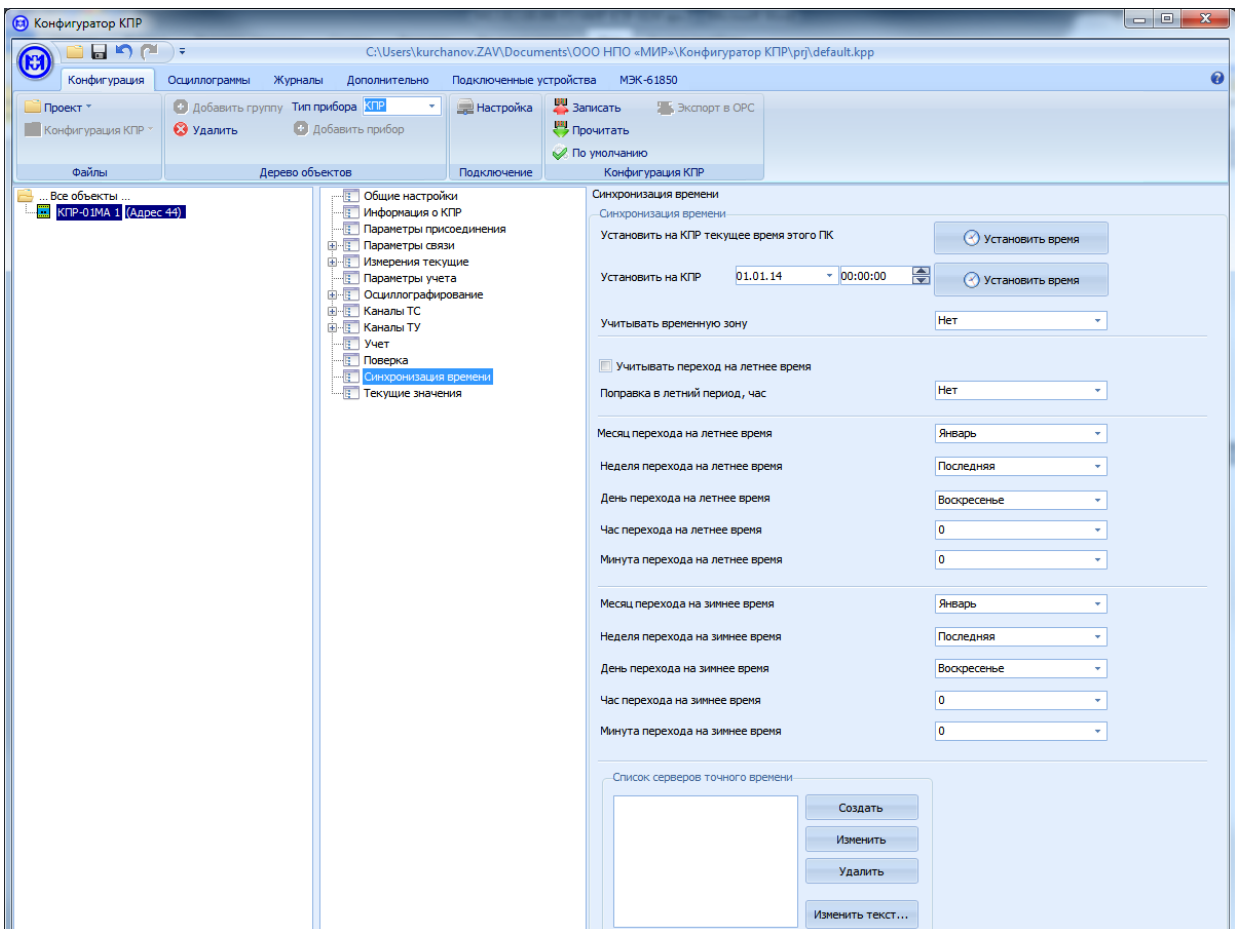 Конфигуратор КПР
C:\Users\kurchanov.ZAV\Documents\ООО НПО «МИР»\Конфигуратор КПР\prj\default.kpp
Конфигурация Осциллограммы Журналы Дополнительно Подключенные устройства МЭК-61850
Проект Добавить группу Тип прибора КПР Настройка Записать Экспорт в OPC
Конфигурация КПР Удалить Добавить прибор Прочитать
По умолчанию
Файлы Дерево объектов Подключение Конфигурация КПР
... Все объекты ...
КПР-01МА 1 (Адрес 44)
Общие настройки
Информация о КПР
Параметры присоединения
Параметры связи
Измерения текущие
Параметры учета
Осциллографирование
Каналы ТС
Каналы ТУ
Учет
Поверка
Синхронизация времени
Текущие значения
Синхронизация времени
Синхронизация времени
Установить на КПР текущее время этого ПК Установить время
Установить на КПР 01.01.14 00:00:00 Установить время
Учитывать временную зону Нет
Учитывать переход на летнее время
Поправка в летний период, час Нет
Месяц перехода на летнее время Январь
Неделя перехода на летнее время Последняя
День перехода на летнее время Воскресенье
Час перехода на летнее время 0
Минута перехода на летнее время 0
Месяц перехода на зимнее время Январь
Неделя перехода на зимнее время Последняя
День перехода на зимнее время Воскресенье
Час перехода на зимнее время 0
Минута перехода на зимнее время 0
Список серверов точного времени
Создать
Изменить
Удалить
Изменить текст...